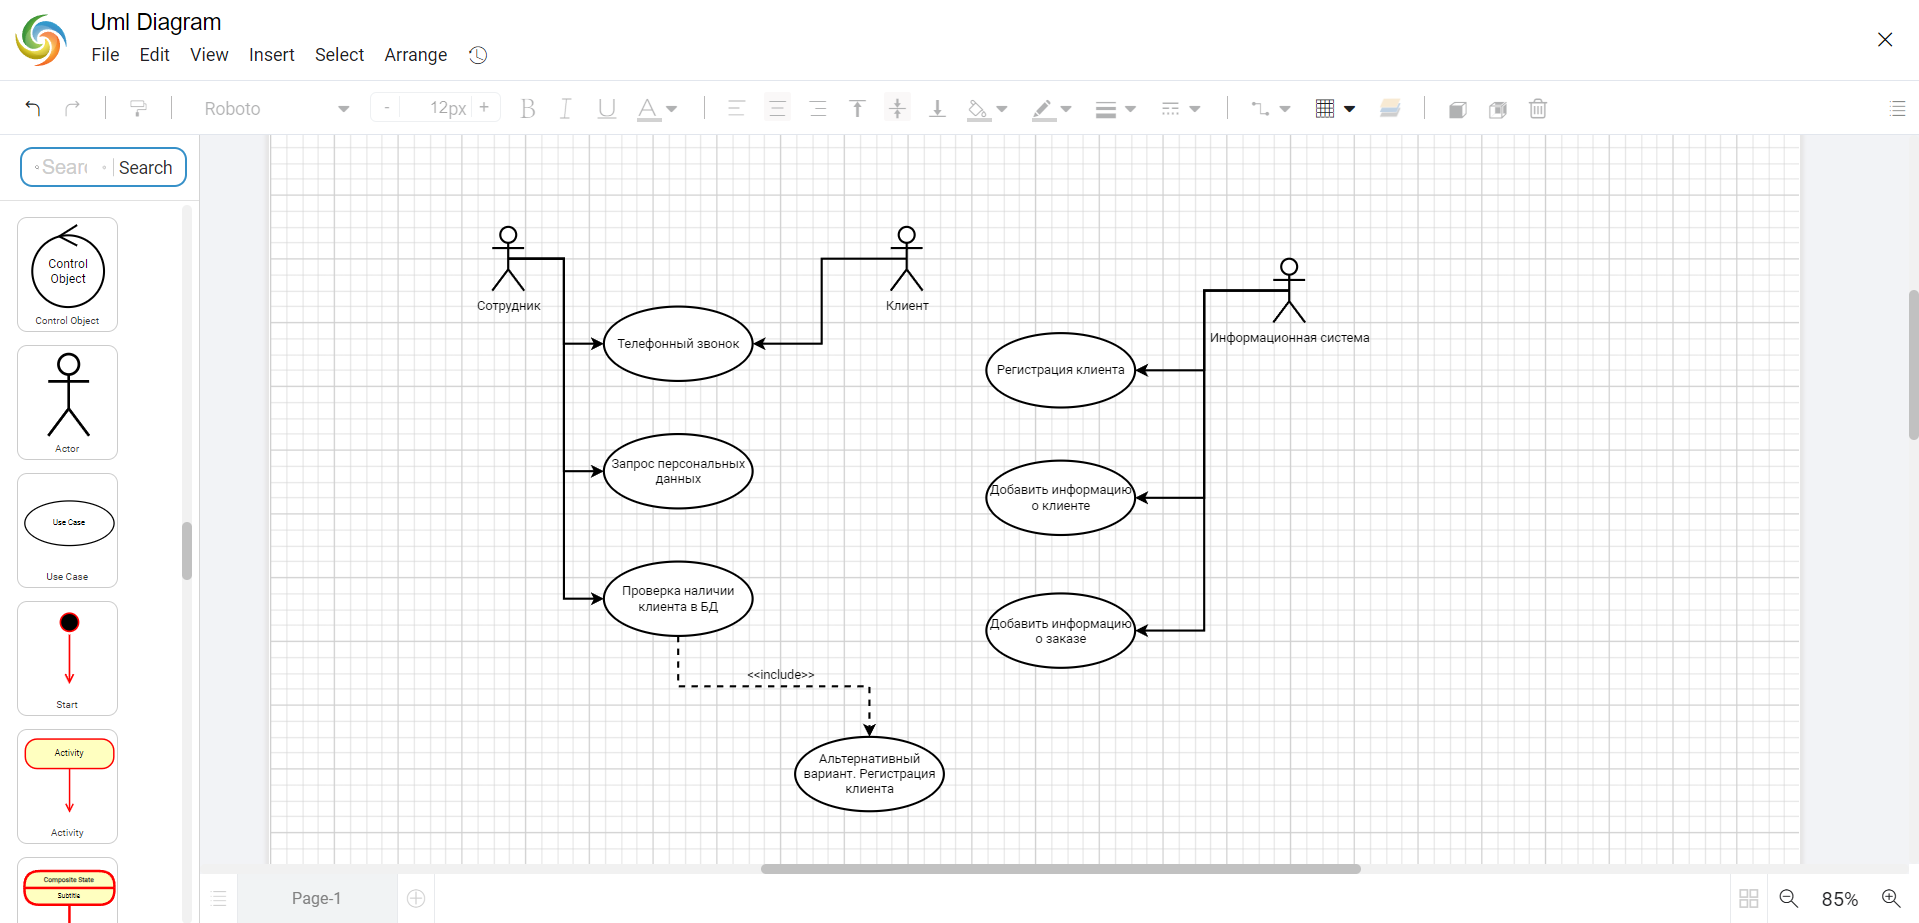 Uml Diagram
File Edit View Insert Select Arrange
Roboto
- 12px +
B I U A
Search
Control
Object
Control Object
Actor
Use Case
Use Case
Start
Activity
Activity
Composite State
Subtitle
Сотрудник
Клиент
Информационная система
Телефонный звонок
Регистрация клиента
Запрос персональных
данных
Добавить информацию
о клиенте
Проверка наличии
клиента в БД
Добавить информацию
о заказе
<<include>>
Альтернативный
вариант. Регистрация
клиента
Page-1
85%